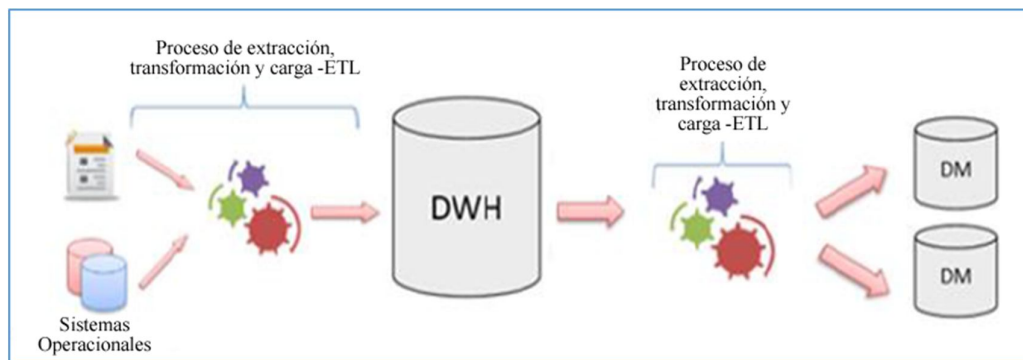 Proceso de extracción,
transformación y carga -ETL
Proceso de
extracción,
transformación y
carga -ETL
DWH
DM
DM
Sistemas
Operacionales